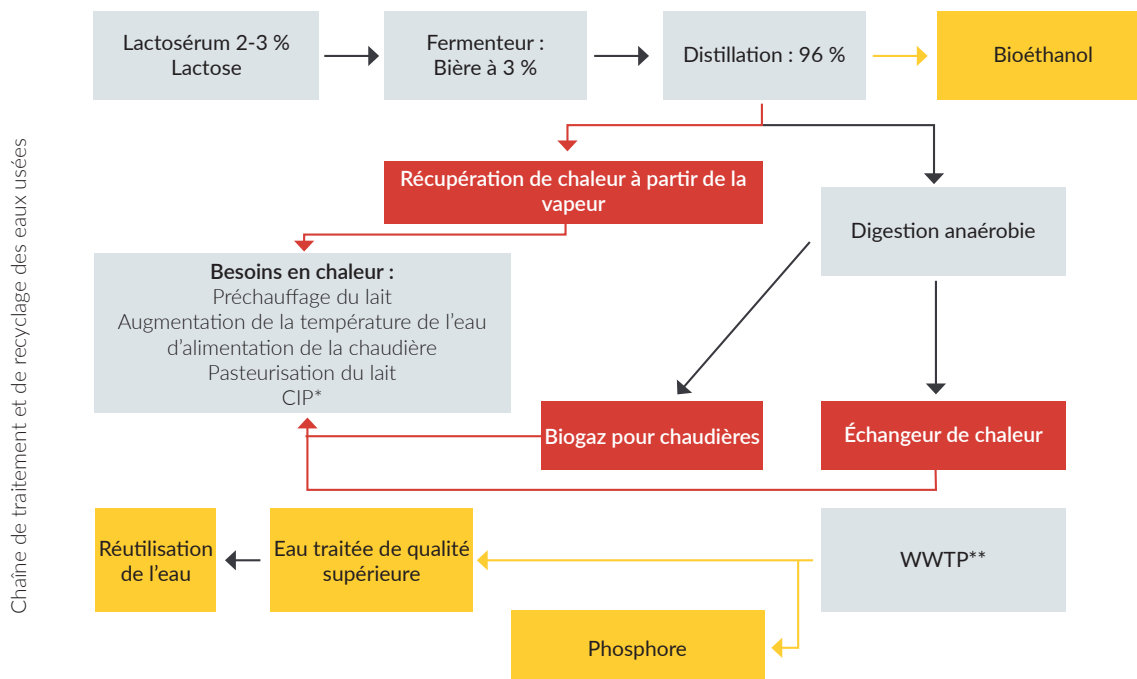 Chaîne de traitement et de recyclage des eaux usées
Lactosérum 2-3 %
Lactose
Fermenteur :
Bière à 3 %
Distillation : 96 %
Bioéthanol
Récupération de chaleur à partir de la
vapeur
Digestion anaérobie
Besoins en chaleur :
Préchauffage du lait
Augmentation de la température de l’eau
d’alimentation de la chaudière
Pasteurisation du lait
CIP*
Biogaz pour chaudières
Échangeur de chaleur
Réutilisation
de l’eau
Eau traitée de qualité
supérieure
WWTP**
Phosphore